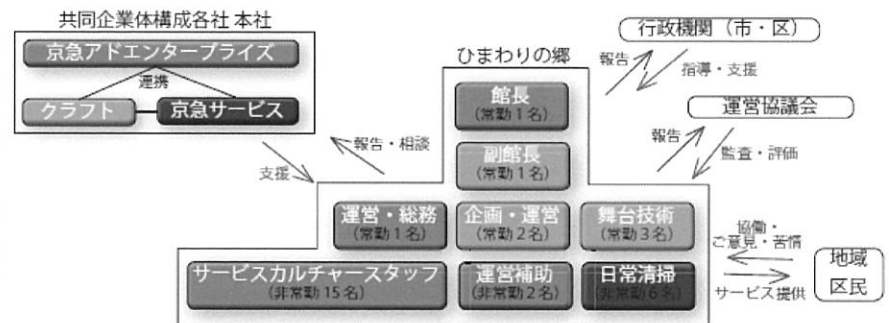 共同企業体構成各社 本社
京急アドエンタープライズ
連携
クラフト
京急サービス
支援
報告・相談
ひまわりの郷
館長
(常勤1名)
副館長
(常勤1名)
運営・総務
(常勤1名)
企画・運営
(常勤2名)
舞台技術
(常勤3名)
サービスカルチャースタッフ
(非常勤15名)
運営補助
(非常勤2名)
日常清掃
(非常勤6名)
行政機関(市・区)
報告
指導・支援
運営協議会
報告
監査・評価
協働・
ご意見・苦情
サービス提供
地域
区民